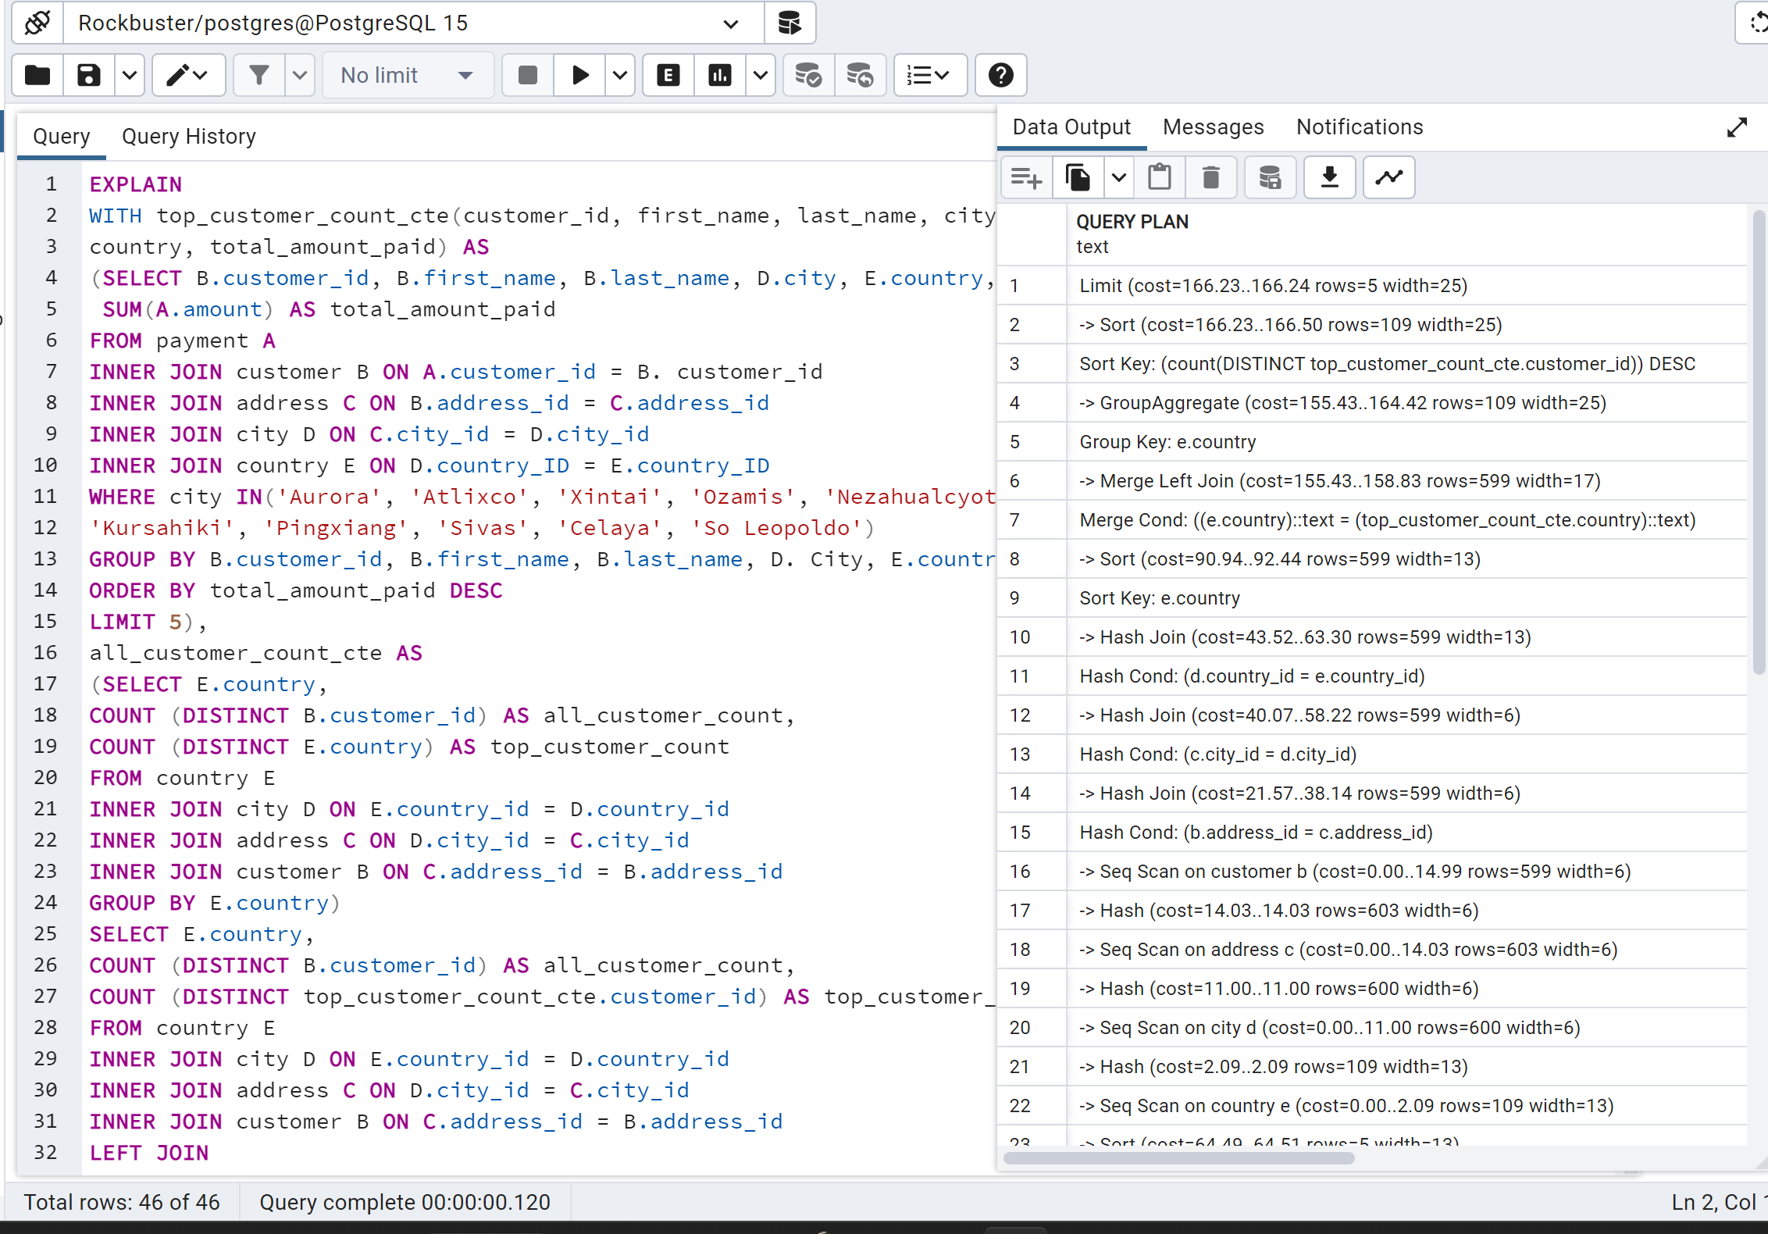 Rockbuster/postgres@PostgreSQL 15
No limit
E
Query
Query History
1 EXPLAIN
2 WITH top_customer_count_cte(customer_id, first_name, last_name, city
3 country, total_amount_paid) AS
4 (SELECT B.customer_id, B.first_name, B.last_name, D.city, E.country,
5 SUM(A.amount) AS total_amount_paid
6 FROM payment A
7 INNER JOIN customer B ON A.customer_id = B. customer_id
8 INNER JOIN address C ON B.address_id = C.address_id
9 INNER JOIN city D ON C.city_id = D.city_id
10 INNER JOIN country E ON D.country_ID = E.country_ID
11 WHERE city IN('Aurora', 'Atlixco', 'Xintai', 'Ozamis', 'Nezahualcyot
12 'Kursahiki', 'Pingxiang', 'Sivas', 'Celaya', 'So Leopoldo')
13 GROUP BY B.customer_id, B.first_name, B.last_name, D. City, E.countr
14 ORDER BY total_amount_paid DESC
15 LIMIT 5),
16 all_customer_count_cte AS
17 (SELECT E.country,
18 COUNT (DISTINCT B.customer_id) AS all_customer_count,
19 COUNT (DISTINCT E.country) AS top_customer_count
20 FROM country E
21 INNER JOIN city D ON E.country_id = D.country_id
22 INNER JOIN address C ON D.city_id = C.city_id
23 INNER JOIN customer B ON C.address_id = B.address_id
24 GROUP BY E.country)
25 SELECT E.country,
26 COUNT (DISTINCT B.customer_id) AS all_customer_count,
27 COUNT (DISTINCT top_customer_count_cte.customer_id) AS top_customer_
28 FROM country E
29 INNER JOIN city D ON E.country_id = D.country_id
30 INNER JOIN address C ON D.city_id = C.city_id
31 INNER JOIN customer B ON C.address_id = B.address_id
32 LEFT JOIN
Data Output
Messages
Notifications
QUERY PLAN
text
1 Limit (cost=166.23..166.24 rows=5 width=25)
2 -> Sort (cost=166.23..166.50 rows=109 width=25)
3 Sort Key: (count(DISTINCT top_customer_count_cte.customer_id)) DESC
4 -> GroupAggregate (cost=155.43..164.42 rows=109 width=25)
5 Group Key: e.country
6 -> Merge Left Join (cost=155.43..158.83 rows=599 width=17)
7 Merge Cond: ((e.country)::text = (top_customer_count_cte.country)::text)
8 -> Sort (cost=90.94..92.44 rows=599 width=13)
9 Sort Key: e.country
10 -> Hash Join (cost=43.52..63.30 rows=599 width=13)
11 Hash Cond: (d.country_id = e.country_id)
12 -> Hash Join (cost=40.07..58.22 rows=599 width=6)
13 Hash Cond: (c.city_id = d.city_id)
14 -> Hash Join (cost=21.57..38.14 rows=599 width=6)
15 Hash Cond: (b.address_id = c.address_id)
16 -> Seq Scan on customer b (cost=0.00..14.99 rows=599 width=6)
17 -> Hash (cost=14.03..14.03 rows=603 width=6)
18 -> Seq Scan on address c (cost=0.00..14.03 rows=603 width=6)
19 -> Hash (cost=11.00..11.00 rows=600 width=6)
20 -> Seq Scan on city d (cost=0.00..11.00 rows=600 width=6)
21 -> Hash (cost=2.09..2.09 rows=109 width=13)
22 -> Seq Scan on country e (cost=0.00..2.09 rows=109 width=13)
23 -> Sort (cost=64.49..64.51 rows=5 width=13)
Total rows: 46 of 46
Query complete 00:00:00.120
Ln 2, Col 1